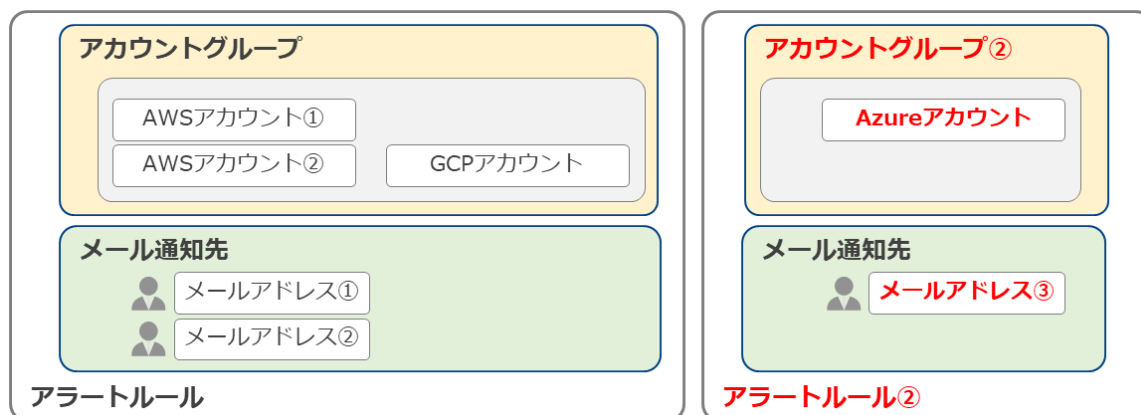 アカウントグループ
AWSアカウント①
AWSアカウント②
GCPアカウント
メール通知先
メールアドレス①
メールアドレス②
アラートルール
アカウントグループ②
Azureアカウント
メール通知先
メールアドレス③
アラートルール②